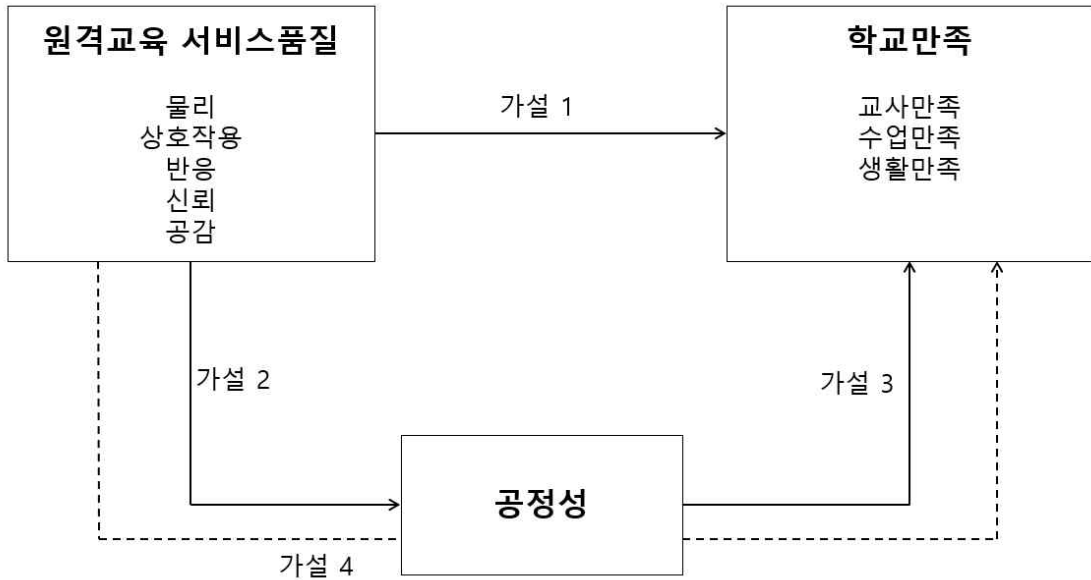 원격교육 서비스품질
물리
상호작용
반응
신뢰
공감
가설 1
학교만족
교사만족
수업만족
생활만족
가설 2
가설 3
공정성
가설 4